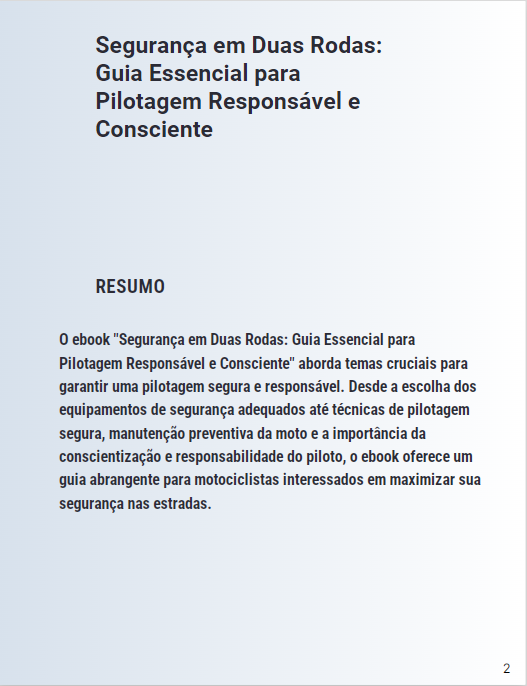 Segurança em Duas Rodas:
Guia Essencial para
Pilotagem Responsável e
Consciente
RESUMO
O ebook "Segurança em Duas Rodas: Guia Essencial para
Pilotagem Responsável e Consciente" aborda temas cruciais para
garantir uma pilotagem segura e responsável. Desde a escolha dos
equipamentos de segurança adequados até técnicas de pilotagem
segura, manutenção preventiva da moto e a importância da
conscientização e responsabilidade do piloto, o ebook oferece um
guia abrangente para motociclistas interessados em maximizar sua
segurança nas estradas.
2